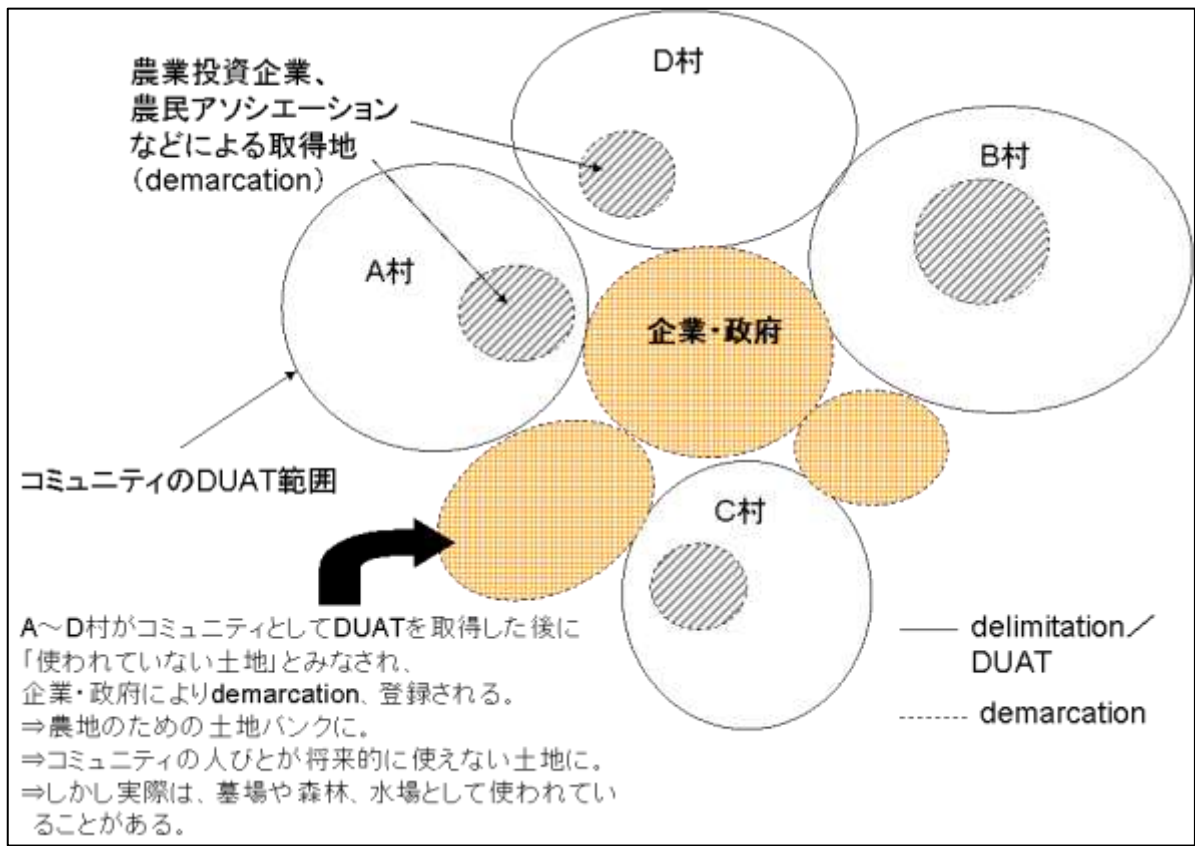 農業投資企業、
農民アソシエーション
などによる取得地
（demarcation）
D村
B村
A村
企業・政府
コミュニティのDUAT範囲
C村
A～D村がコミュニティとしてDUATを取得した後に
「使われていない土地」とみなされ、
企業・政府によりdemarcation、登録される。
⇒農地のための土地バンクに。
⇒コミュニティの人びとが将来的に使えない土地に。
⇒しかし実際は、墓場や森林、水場として使われてい
ることがある。
delimitation／
DUAT
demarcation